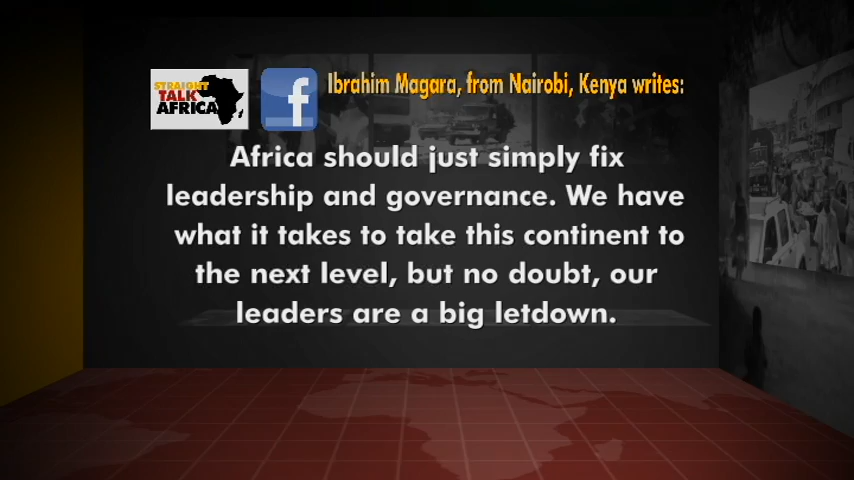 STRAIGHT
TALK
AFRICA
f
Ibrahim Magara, from Nairobi, Kenya writes:
Africa should just simply fix
leadership and governance. We have
what it takes to take this continent to
the next level, but no doubt, our
leaders are a big letdown.